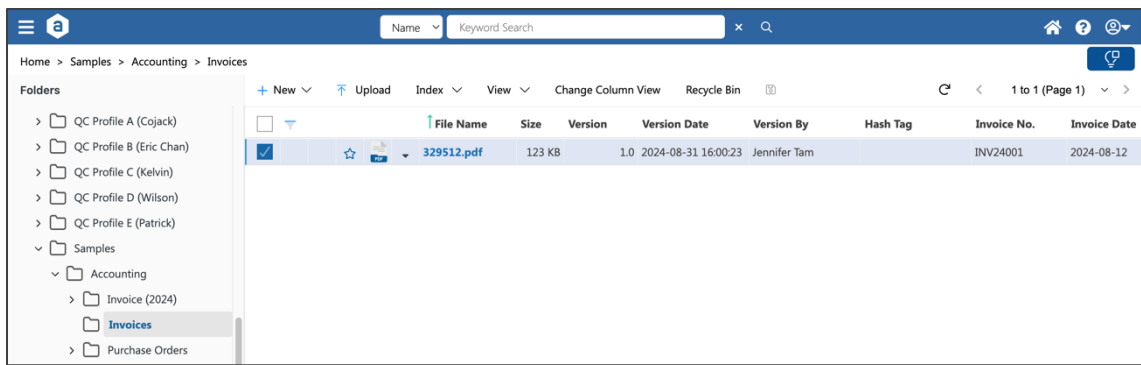 a
Name Keyword Search ×
Home > Samples > Accounting > Invoices
Folders
+ New Upload Index View Change Column View Recycle Bin 1 to 1 (Page 1)
> QC Profile A (Cojack)
> QC Profile B (Eric Chan)
> QC Profile C (Kelvin)
> QC Profile D (Wilson)
> QC Profile E (Patrick)
Samples
Accounting
> Invoice (2024)
Invoices
> Purchase Orders
File Name Size Version Version Date Version By Hash Tag Invoice No. Invoice Date
PDF 329512.pdf 123 KB 1.0 2024-08-31 16:00:23 Jennifer Tam INV24001 2024-08-12